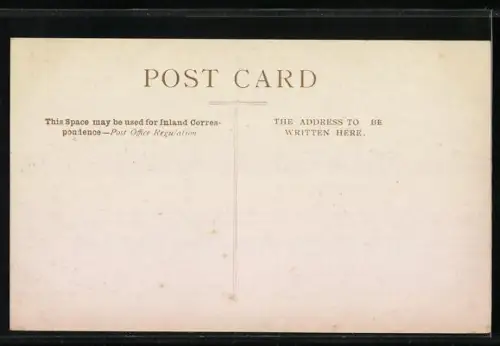 POST CARD
This Space may be used for Inland Corres-
pondence—Post Office Regulation
THE ADDRESS TO BE
WRITTEN HERE.